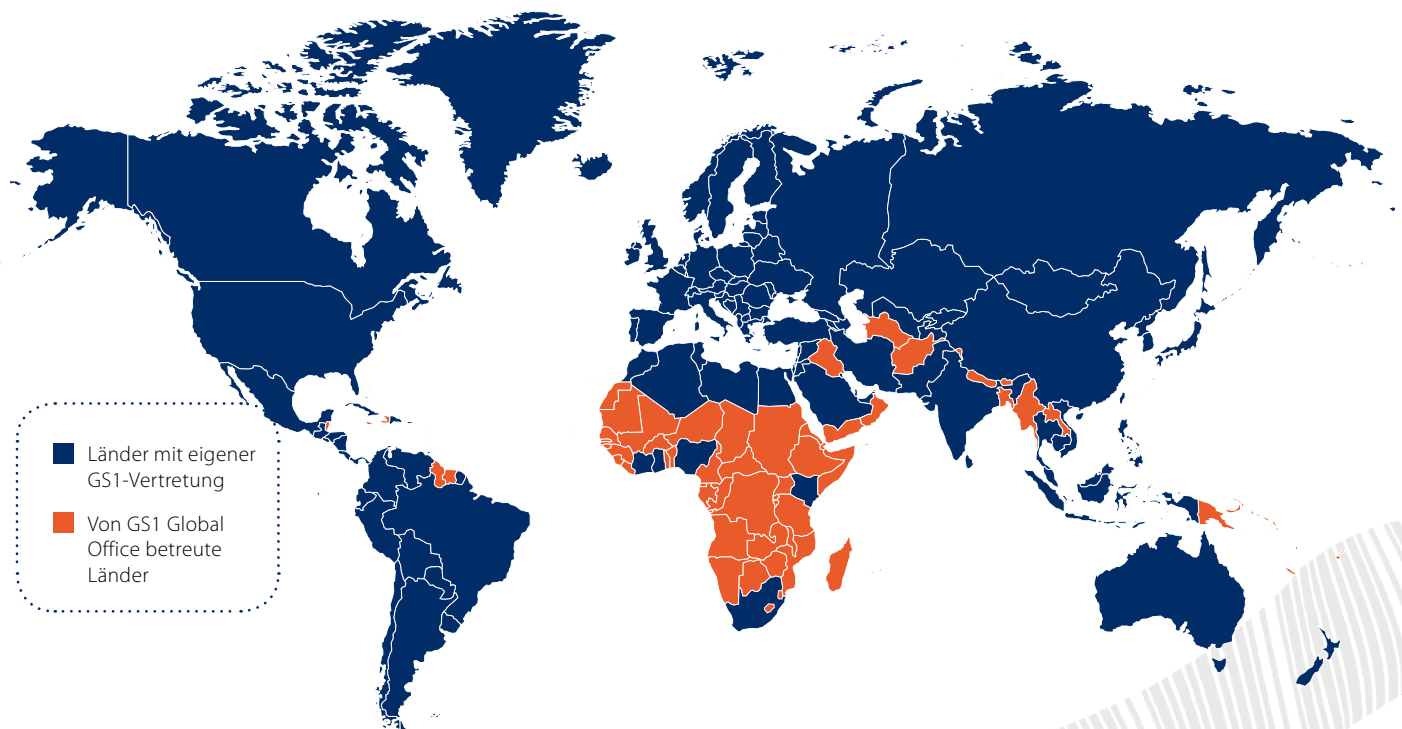 Länder mit eigener
GS1-Vertretung
Von GS1 Global
Office betreute
Länder